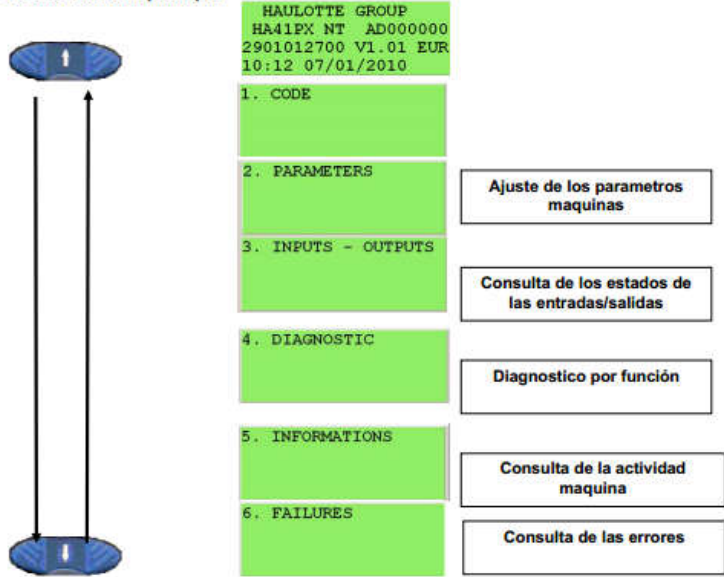 HAULOTTE GROUP
HA41PX NT AD000000
2901012700 V1.01 EUR
10:12 07/01/2010
1. CODE
2. PARAMETERS
Ajuste de los parametros
maquinas
3. INPUTS - OUTPUTS
Consulta de los estados de
las entradas/salidas
4. DIAGNOSTIC
Diagnostico por función
5. INFORMATIONS
Consulta de la actividad
maquina
6. FAILURES
Consulta de las errores